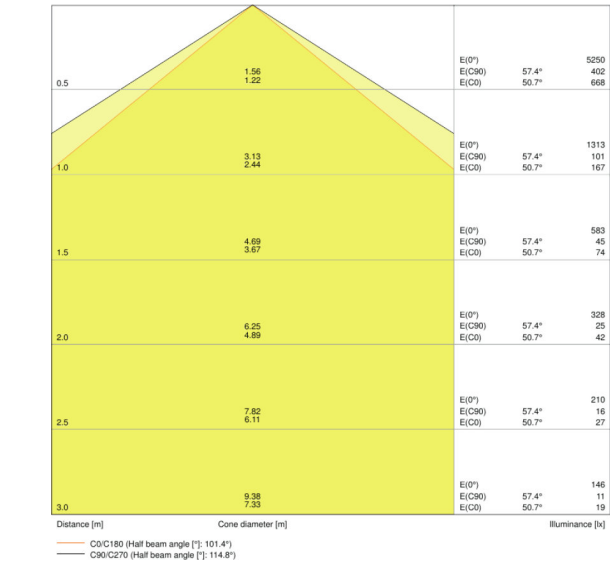 E(0°) 5250
1.56 E(C90) 57.4° 402
0.5 1.22 E(C0) 50.7° 668
E(0°) 1313
3.13 E(C90) 57.4° 101
1.0 2.44 E(C0) 50.7° 167
E(0°) 583
4.69 E(C90) 57.4° 45
1.5 3.67 E(C0) 50.7° 74
E(0°) 328
6.25 E(C90) 57.4° 25
2.0 4.89 E(C0) 50.7° 42
E(0°) 210
7.82 E(C90) 57.4° 16
2.5 6.11 E(C0) 50.7° 27
E(0°) 146
9.38 E(C90) 57.4° 11
3.0 7.33 E(C0) 50.7° 19
Distance [m] Cone diameter [m] Illuminance [lx]
C0/C180 (Half beam angle [°]: 101.4°)
C90/C270 (Half beam angle [°]: 114.8°)